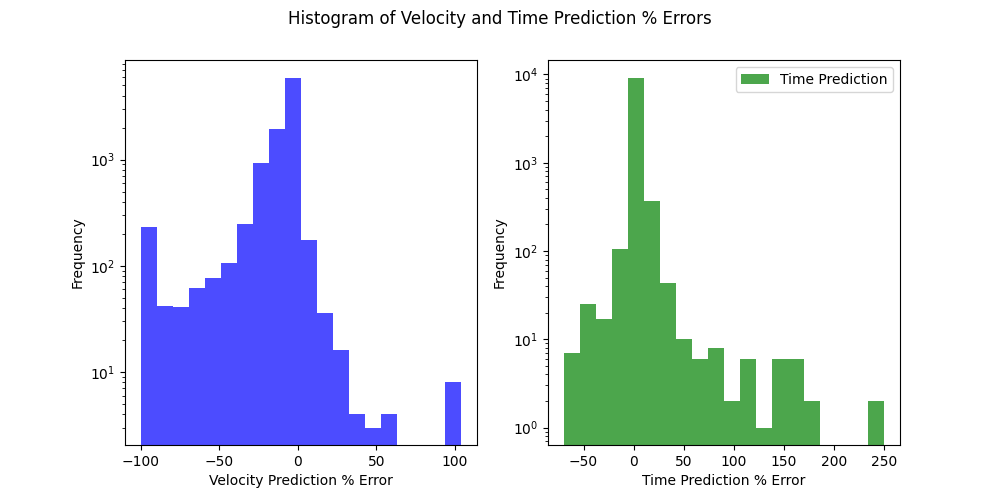 Histogram of Velocity and Time Prediction % Errors
Frequency
10³
10²
10¹
−100 −50 0 50 100
Velocity Prediction % Error
Time Prediction
Frequency
10⁴
10³
10²
10¹
10⁰
−50 0 50 100 150 200 250
Time Prediction % Error